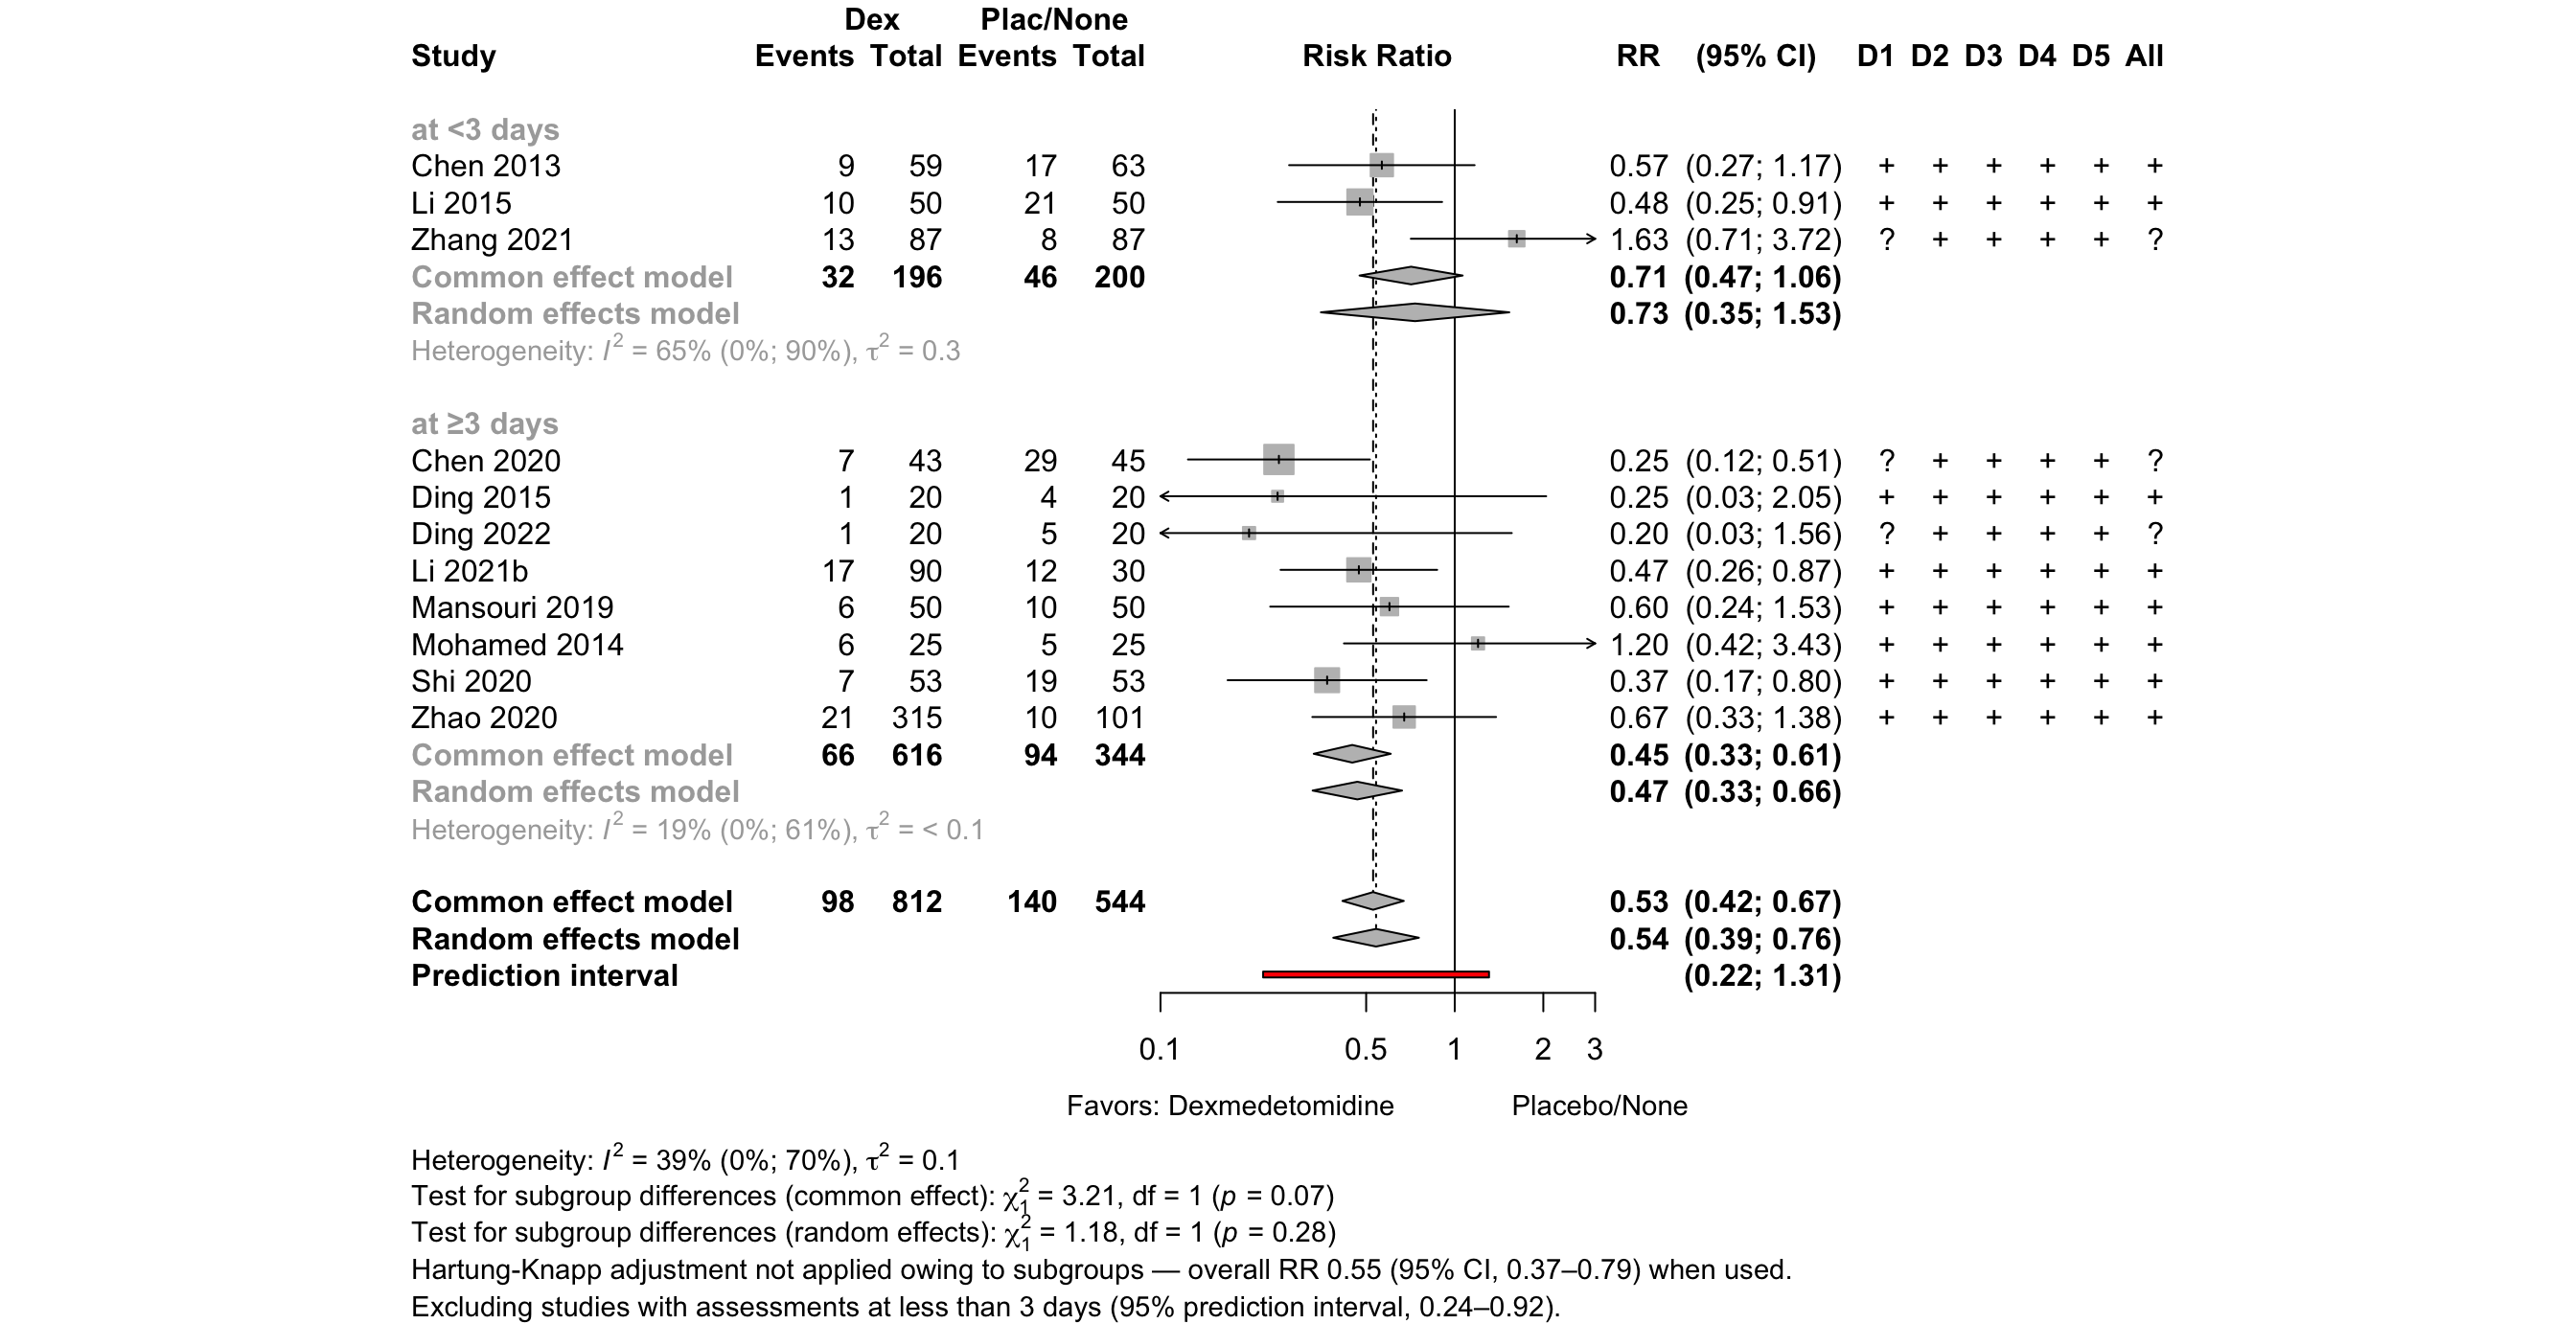 Dex Plac/None
Study Events Total Events Total Risk Ratio RR (95% CI) D1 D2 D3 D4 D5 All
at <3 days
Chen 2013 9 59 17 63 0.57 (0.27; 1.17) + + + + + +
Li 2015 10 50 21 50 0.48 (0.25; 0.91) + + + + + +
Zhang 2021 13 87 8 87 1.63 (0.71; 3.72) ? + + + + ?
Common effect model 32 196 46 200 0.71 (0.47; 1.06)
Random effects model 0.73 (0.35; 1.53)
Heterogeneity: I² = 65% (0%; 90%), τ² = 0.3
at ≥3 days
Chen 2020 7 43 29 45 0.25 (0.12; 0.51) ? + + + + ?
Ding 2015 1 20 4 20 0.25 (0.03; 2.05) + + + + + +
Ding 2022 1 20 5 20 0.20 (0.03; 1.56) ? + + + + ?
Li 2021b 17 90 12 30 0.47 (0.26; 0.87) + + + + + +
Mansouri 2019 6 50 10 50 0.60 (0.24; 1.53) + + + + + +
Mohamed 2014 6 25 5 25 1.20 (0.42; 3.43) + + + + + +
Shi 2020 7 53 19 53 0.37 (0.17; 0.80) + + + + + +
Zhao 2020 21 315 10 101 0.67 (0.33; 1.38) + + + + + +
Common effect model 66 616 94 344 0.45 (0.33; 0.61)
Random effects model 0.47 (0.33; 0.66)
Heterogeneity: I² = 19% (0%; 61%), τ² = < 0.1
Common effect model 98 812 140 544 0.53 (0.42; 0.67)
Random effects model 0.54 (0.39; 0.76)
Prediction interval (0.22; 1.31)
0.1 0.5 1 2 3
Favors: Dexmedetomidine Placebo/None
Heterogeneity: I² = 39% (0%; 70%), τ² = 0.1
Test for subgroup differences (common effect): χ²₁ = 3.21, df = 1 (p = 0.07)
Test for subgroup differences (random effects): χ²₁ = 1.18, df = 1 (p = 0.28)
Hartung-Knapp adjustment not applied owing to subgroups — overall RR 0.55 (95% CI, 0.37–0.79) when used.
Excluding studies with assessments at less than 3 days (95% prediction interval, 0.24–0.92).